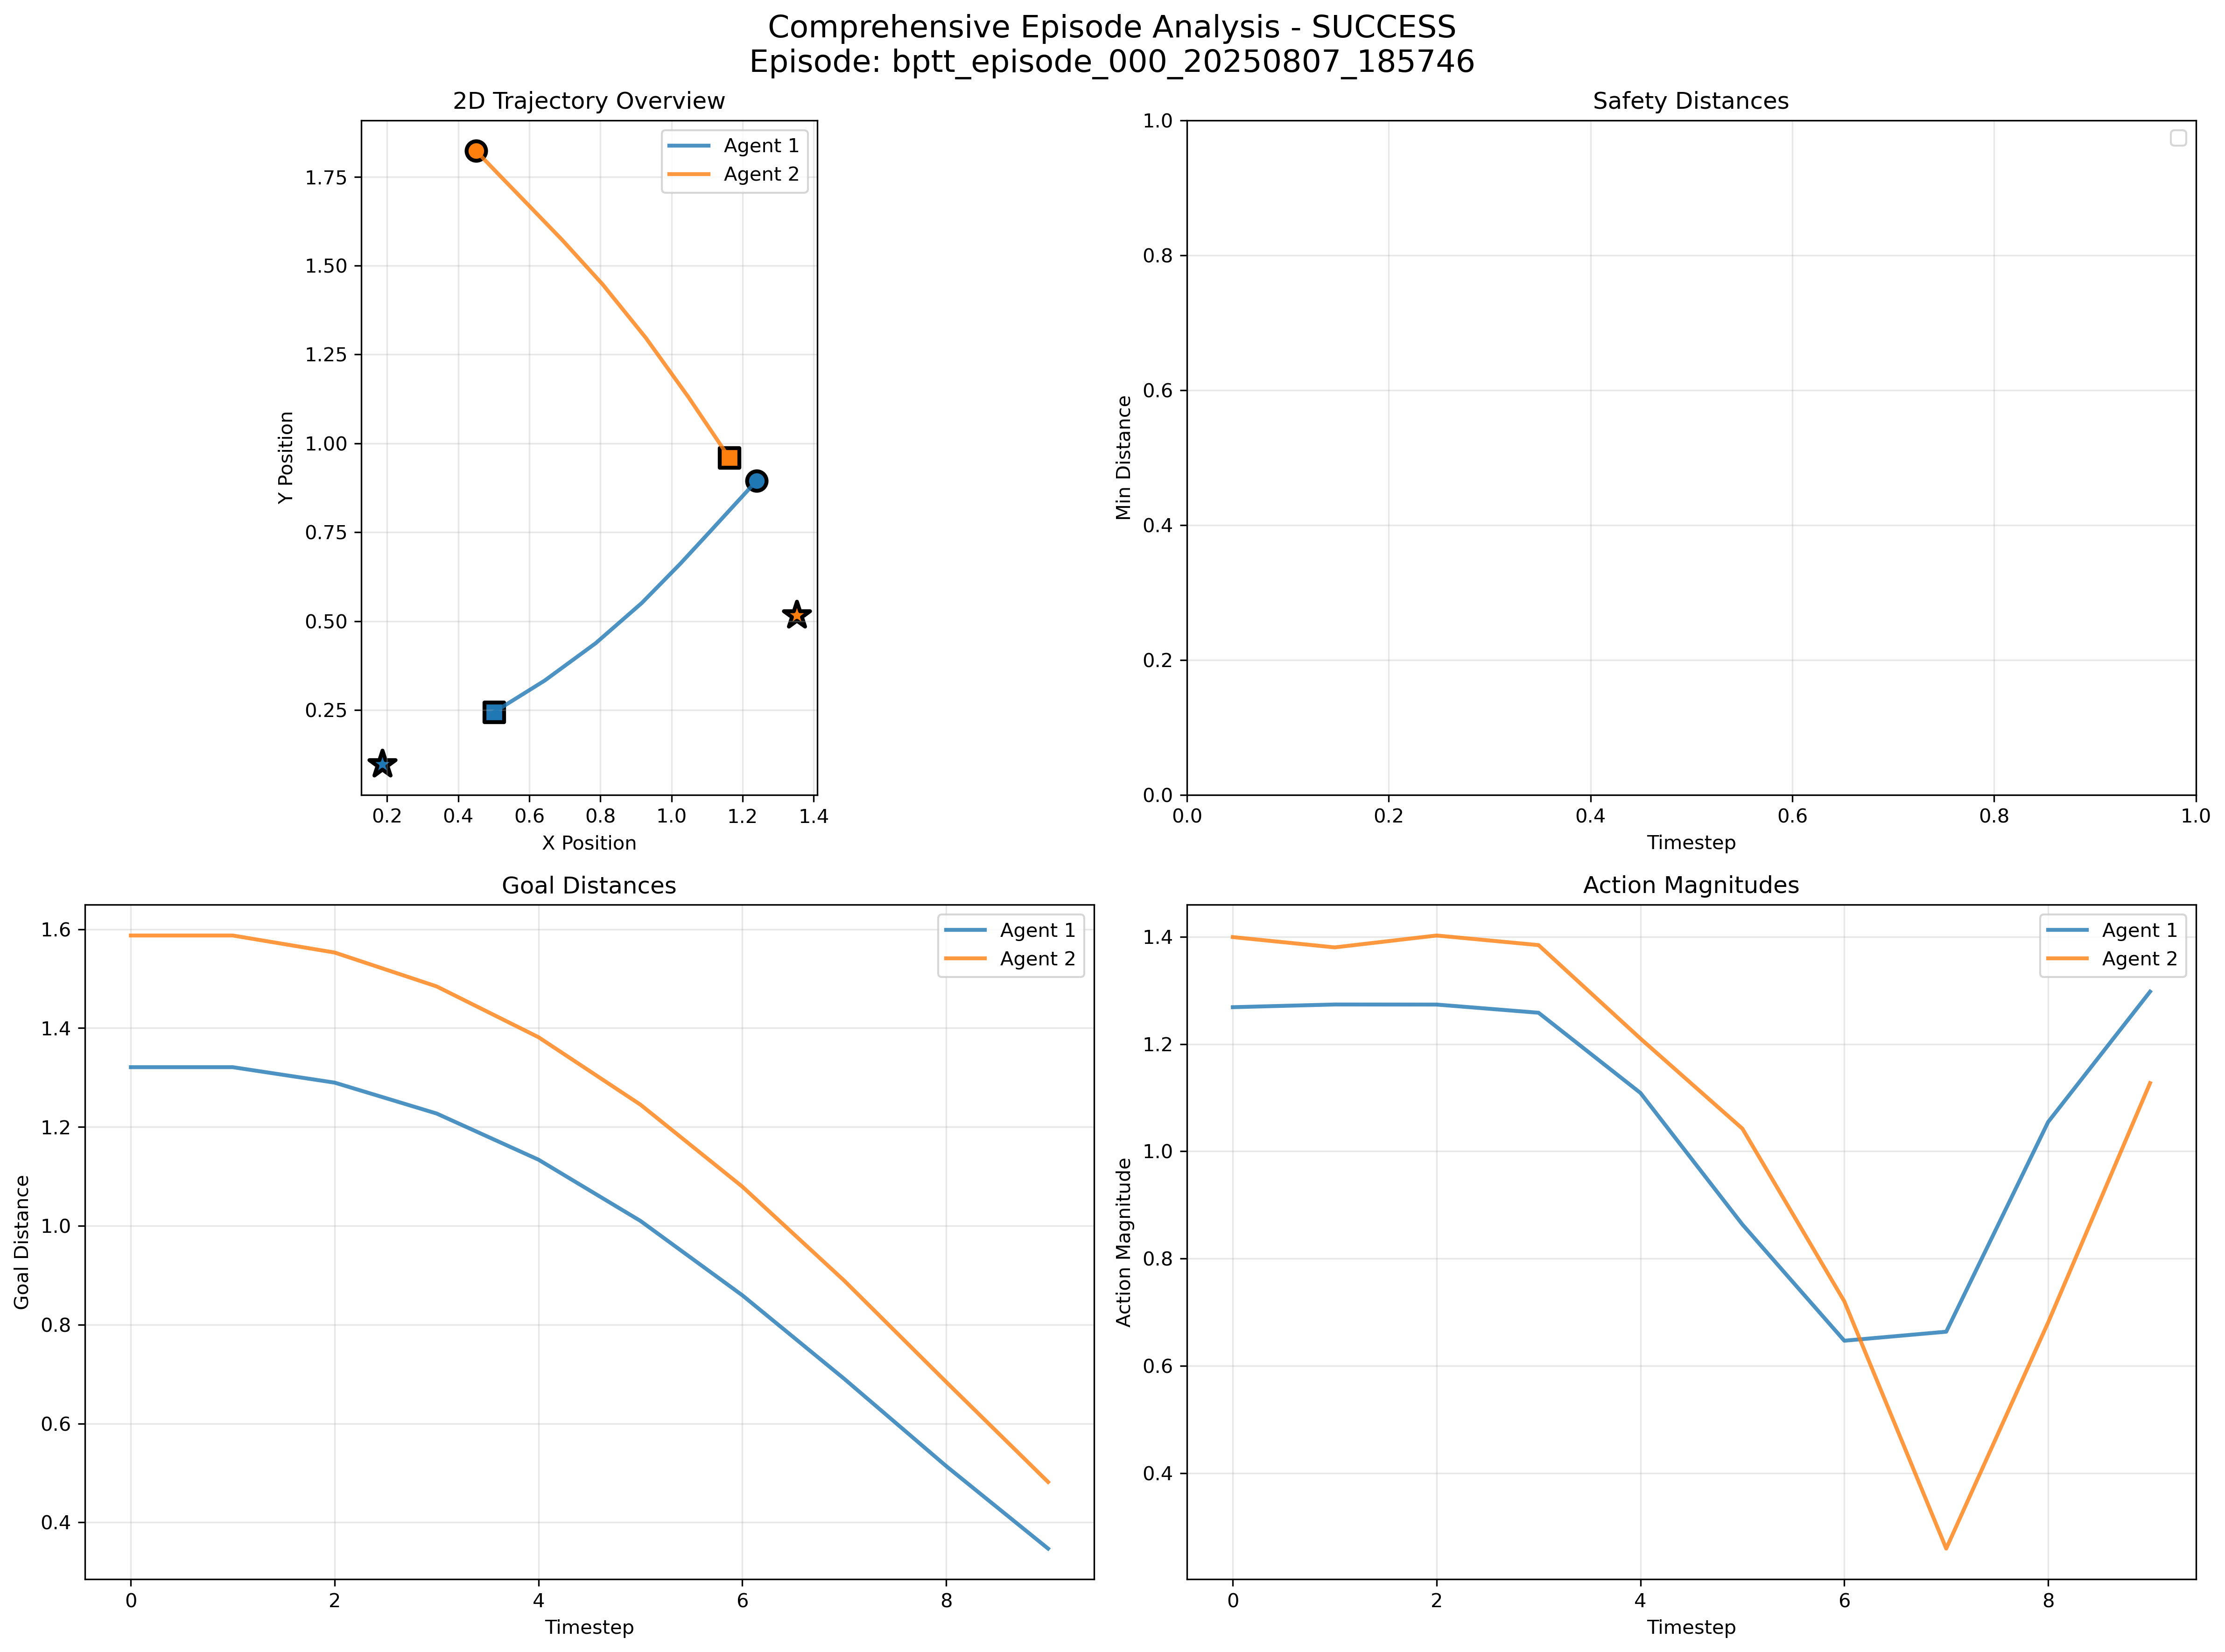 Comprehensive Episode Analysis - SUCCESS
Episode: bptt_episode_000_20250807_185746
2D Trajectory Overview
Agent 1
Agent 2
1.75
1.50
1.25
1.00
0.75
0.50
0.25
Y Position
0.2 0.4 0.6 0.8 1.0 1.2 1.4
X Position
Safety Distances
1.0
0.8
0.6
0.4
0.2
0.0
Min Distance
0.0 0.2 0.4 0.6 0.8 1.0
Timestep
Goal Distances
Agent 1
Agent 2
1.6
1.4
1.2
1.0
0.8
0.6
0.4
Goal Distance
0 2 4 6 8
Timestep
Action Magnitudes
Agent 1
Agent 2
1.4
1.2
1.0
0.8
0.6
0.4
Action Magnitude
0 2 4 6 8
Timestep